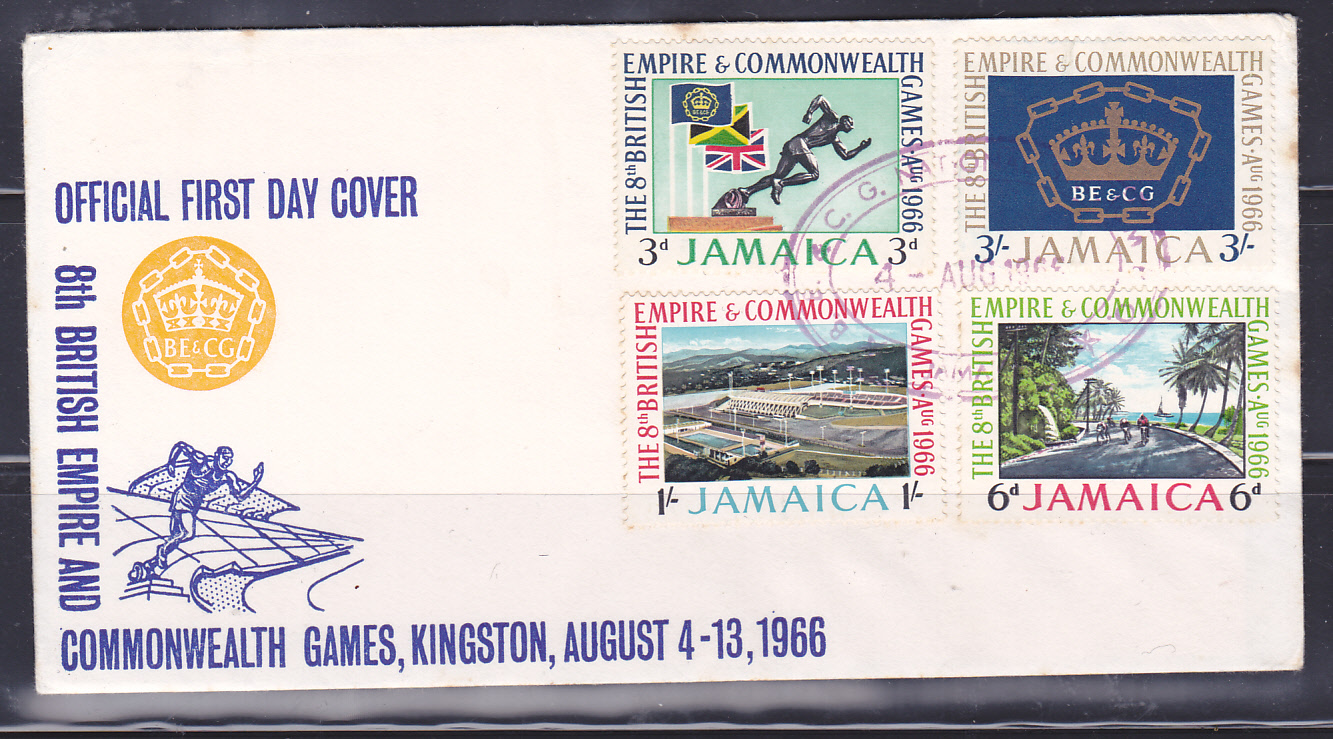 OFFICIAL FIRST DAY COVER
BE&CG
8th BRITISH EMPIRE AND
COMMONWEALTH GAMES, KINGSTON, AUGUST 4-13, 1966
THE 8th BRITISH
EMPIRE & COMMONWEALTH
GAMES·AUG 1966
BE&CG
3d JAMAICA 3d
THE 8th BRITISH
EMPIRE & COMMONWEALTH
GAMES·AUG 1966
BE&CG
3/- JAMAICA 3/-
THE 8th BRITISH
EMPIRE & COMMONWEALTH
GAMES·AUG 1966
1/- JAMAICA 1/-
THE 8th BRITISH
EMPIRE & COMMONWEALTH
GAMES·AUG 1966
6d JAMAICA 6d
4 - AUG 1966